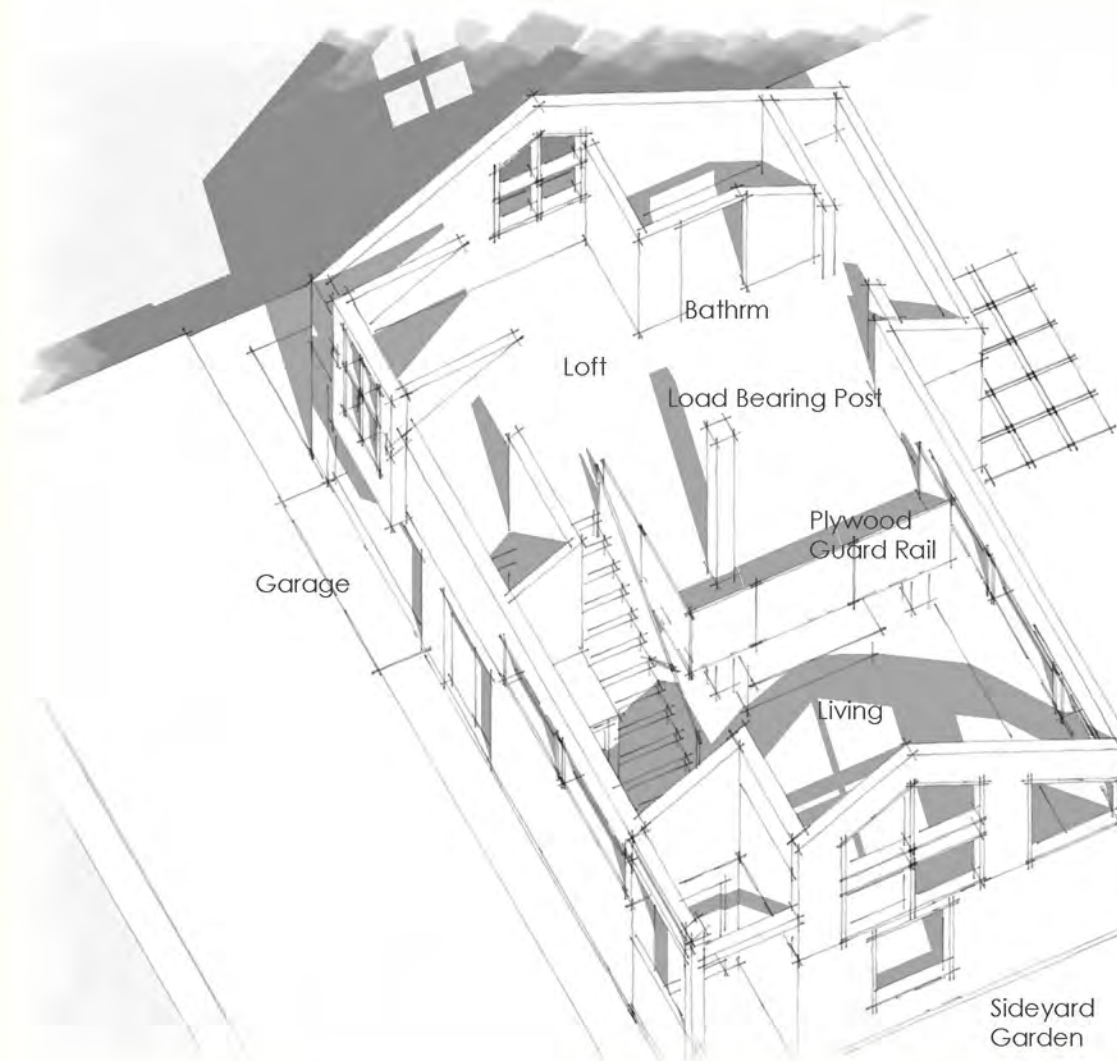 Bathrm
Loft
Load Bearing Post
Plywood
Guard Rail
Garage
Living
Sideyard
Garden